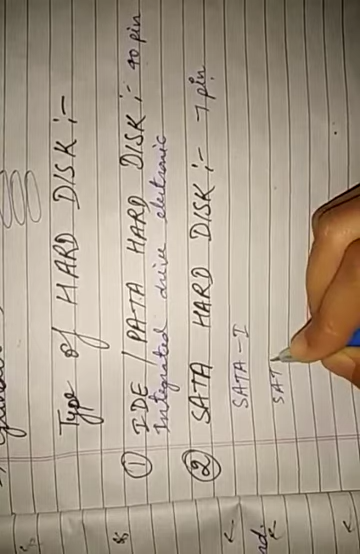 Type of HARD DISK :-
① IDE / PATA HARD DISK :- 40 pin
Integrated drive electronic
② SATA HARD DISK :- 7 pin
SATA - I
SAT